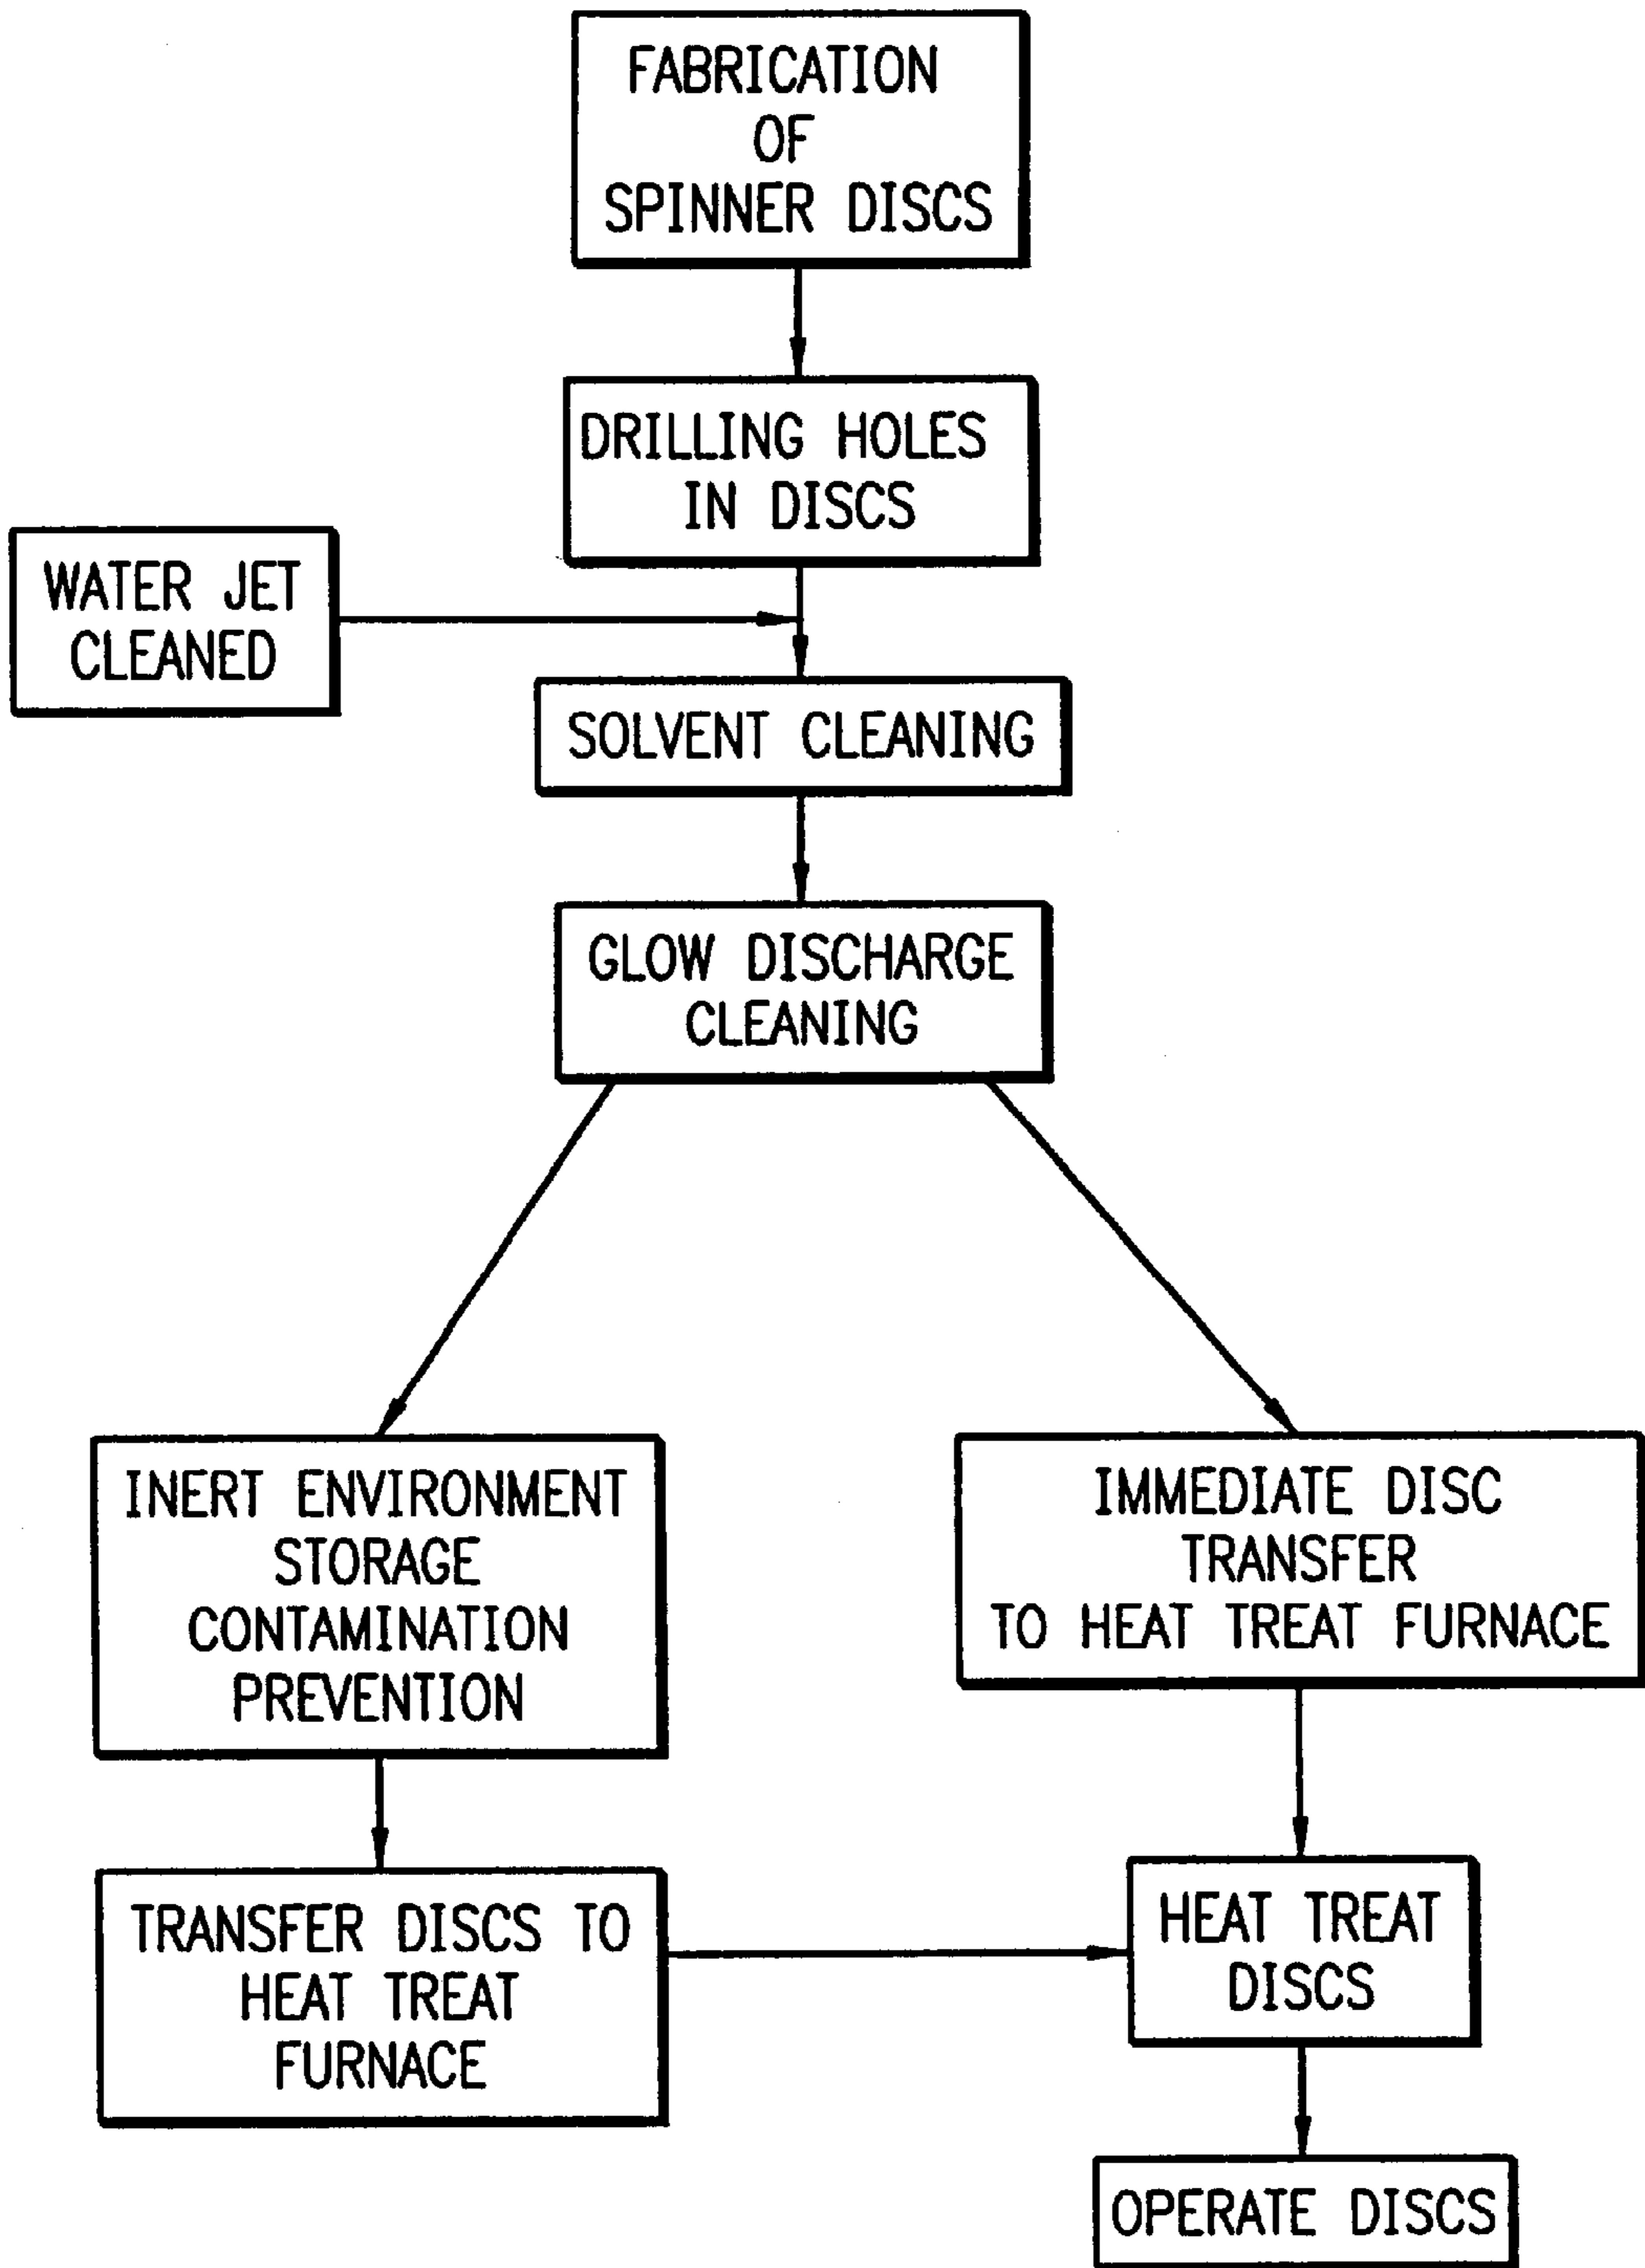 FABRICATION
OF
SPINNER DISCS
DRILLING HOLES
IN DISCS
WATER JET
CLEANED
SOLVENT CLEANING
GLOW DISCHARGE
CLEANING
INERT ENVIRONMENT
STORAGE
CONTAMINATION
PREVENTION
IMMEDIATE DISC
TRANSFER
TO HEAT TREAT FURNACE
TRANSFER DISCS TO
HEAT TREAT
FURNACE
HEAT TREAT
DISCS
OPERATE DISCS